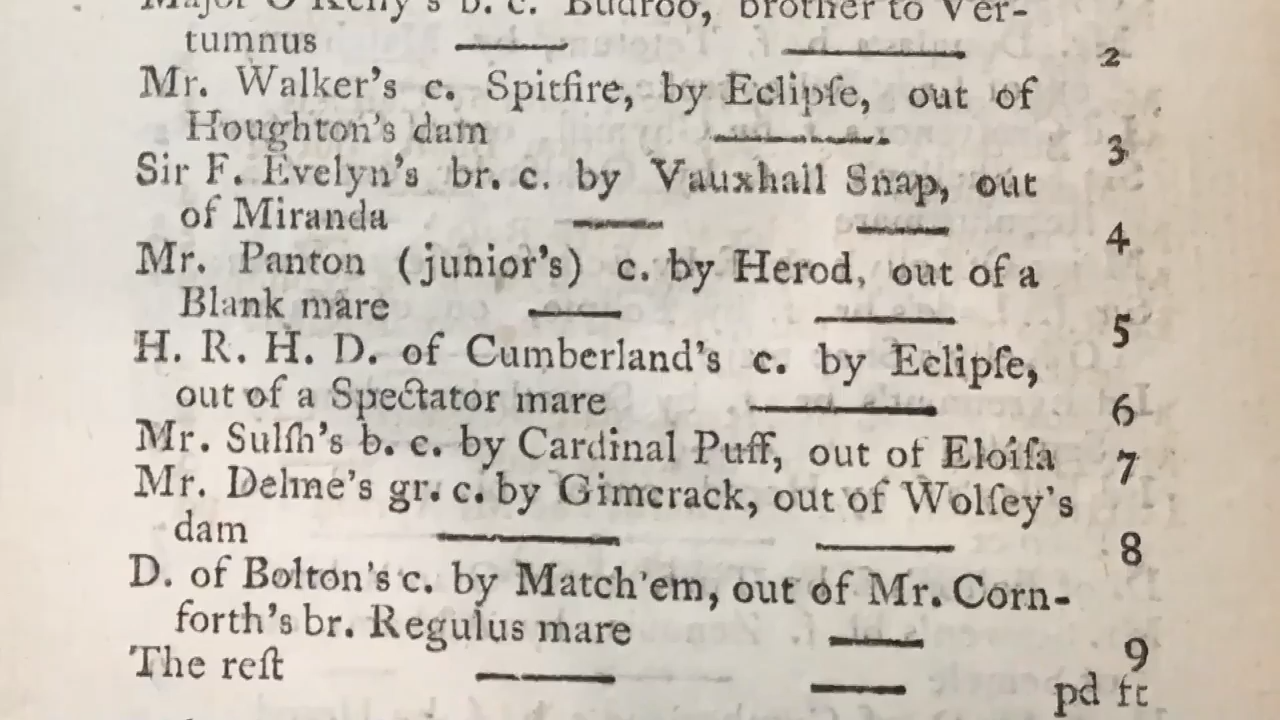 Major O'Kelly's b. c. Budroo, brother to Ver-
tumnus —— —— 2
Mr. Walker's c. Spitfire, by Eclipſe, out of
Houghton's dam —— 3
Sir F. Evelyn's br. c. by Vauxhall Snap, out
of Miranda —— —— 4
Mr. Panton (junior's) c. by Herod, out of a
Blank mare —— —— 5
H. R. H. D. of Cumberland's c. by Eclipſe,
out of a Spectator mare —— 6
Mr. Sulſh's b. c. by Cardinal Puff, out of Eloiſa 7
Mr. Delme's gr. c. by Gimcrack, out of Wolſey's
dam —— —— 8
D. of Bolton's c. by Match'em, out of Mr. Corn-
forth's br. Regulus mare —— 9
The reſt —— —— pd ft